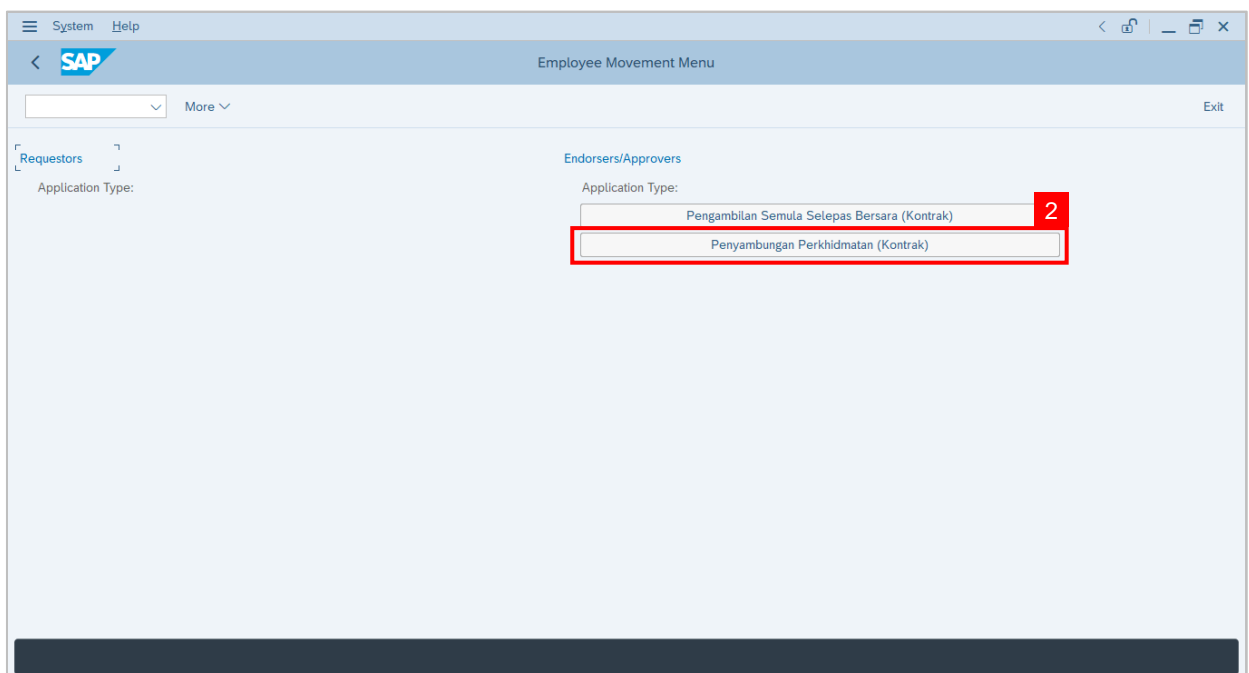 System Help
SAP
Employee Movement Menu
More
Exit
Requestors
Application Type:
Endorsers/Approvers
Application Type:
Pengambilan Semula Selepas Bersara (Kontrak)
2
Penyambungan Perkhidmatan (Kontrak)